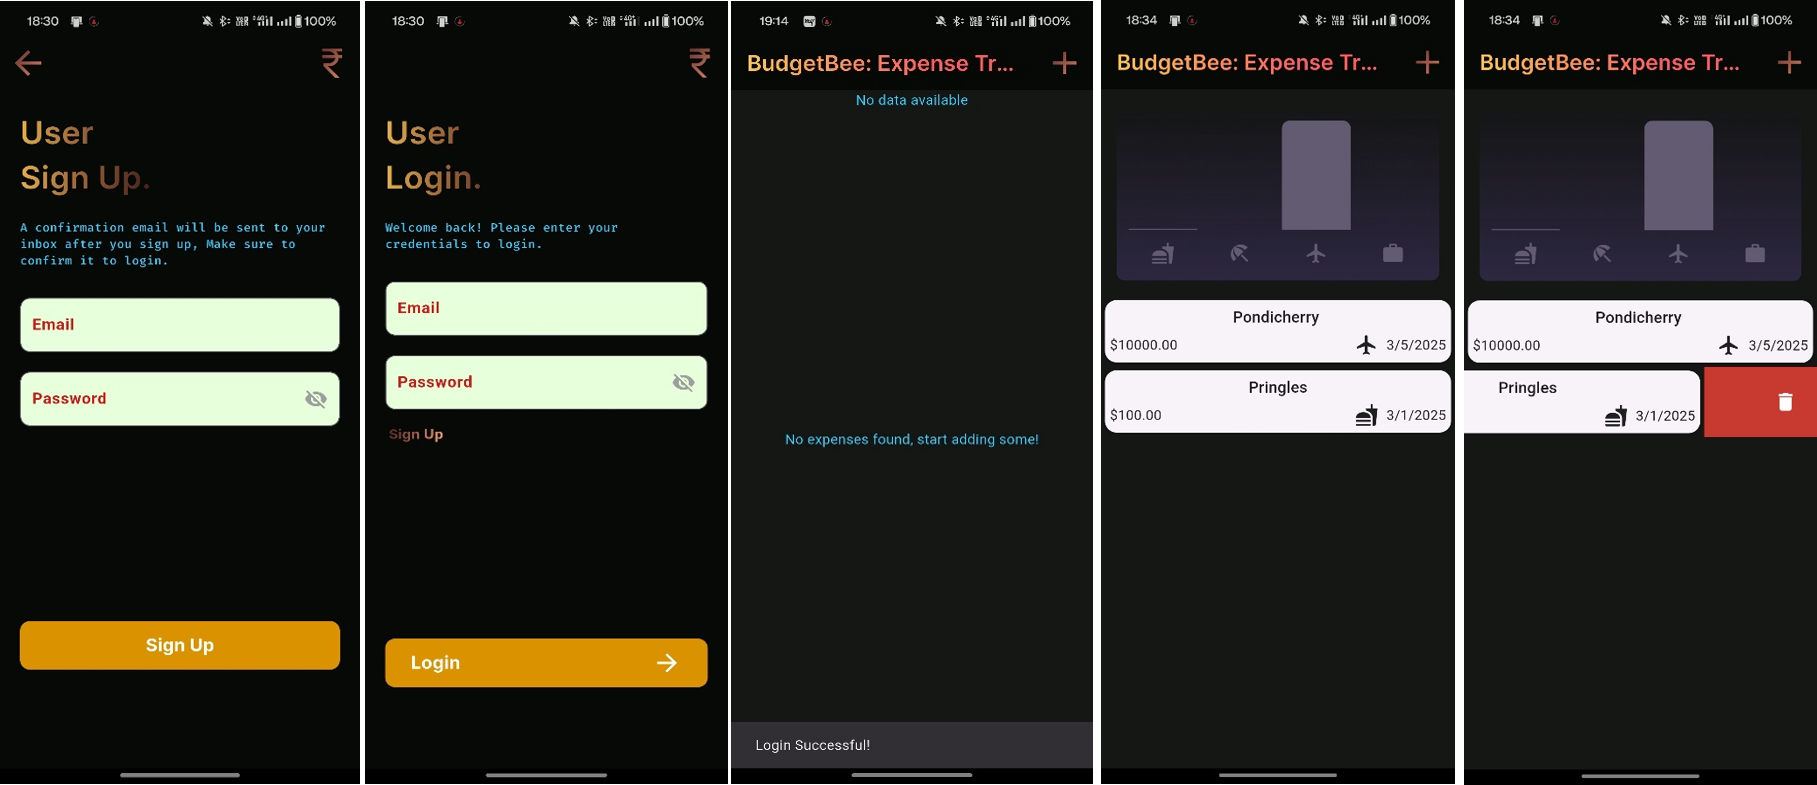 18:30 100%
₹
User
Sign Up.
A confirmation email will be sent to your
inbox after you sign up, Make sure to
confirm it to login.
Email
Password
Sign Up
18:30 100%
₹
User
Login.
Welcome back! Please enter your
credentials to login.
Email
Password
Sign Up
Login
19:14 100%
BudgetBee: Expense Tr...
No data available
No expenses found, start adding some!
Login Successful!
18:34 100%
BudgetBee: Expense Tr...
Pondicherry
$10000.00 3/5/2025
Pringles
$100.00 3/1/2025
18:34 100%
BudgetBee: Expense Tr...
Pondicherry
$10000.00 3/5/2025
Pringles
3/1/2025